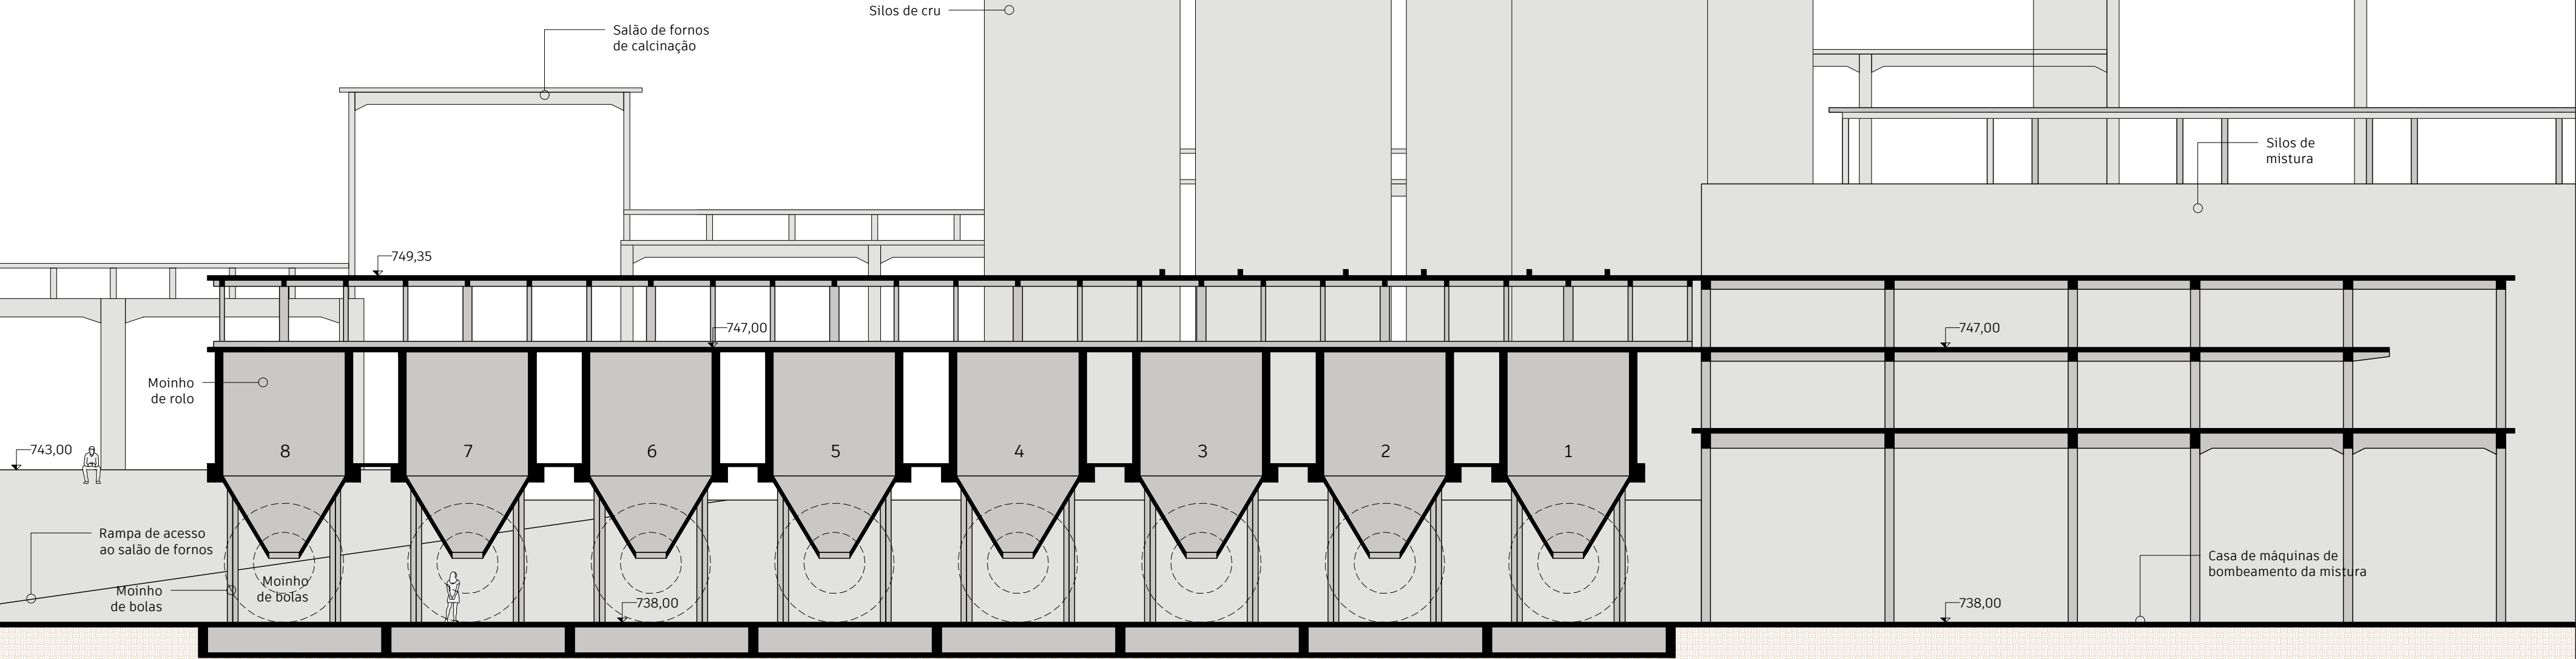 Silos de cru
Salão de fornos
de calcinação
Silos de
mistura
749,35
747,00
747,00
Moinho
de rolo
743,00
8
7
6
5
4
3
2
1
Rampa de acesso
ao salão de fornos
Moinho
de bolas
Moinho
de bolas
738,00
Casa de máquinas de
bombeamento da mistura
738,00